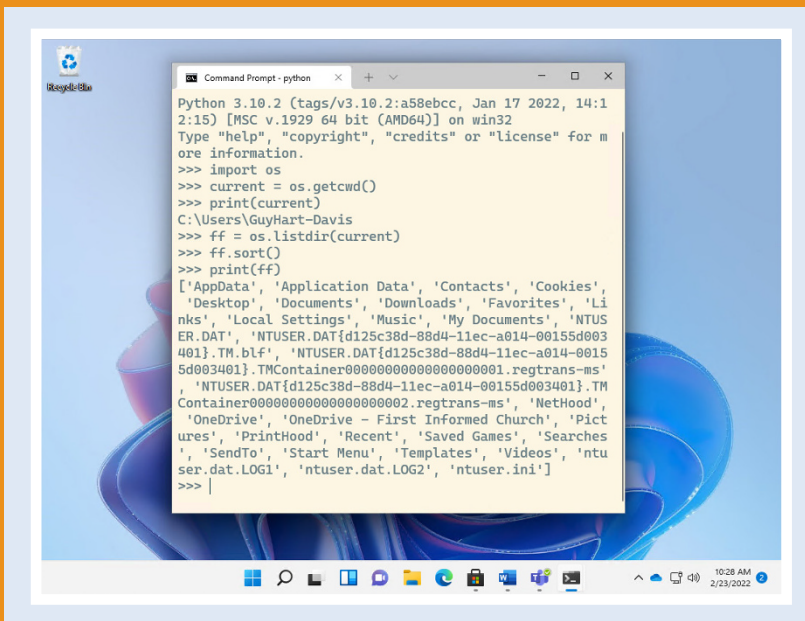 Recycle Bin
Command Prompt - python
Python 3.10.2 (tags/v3.10.2:a58ebcc, Jan 17 2022, 14:1
2:15) [MSC v.1929 64 bit (AMD64)] on win32
Type "help", "copyright", "credits" or "license" for m
ore information.
>>> import os
>>> current = os.getcwd()
>>> print(current)
C:\Users\GuyHart-Davis
>>> ff = os.listdir(current)
>>> ff.sort()
>>> print(ff)
['AppData', 'Application Data', 'Contacts', 'Cookies',
 'Desktop', 'Documents', 'Downloads', 'Favorites', 'Li
nks', 'Local Settings', 'Music', 'My Documents', 'NTUS
ER.DAT', 'NTUSER.DAT{d125c38d-88d4-11ec-a014-00155d003
401}.TM.blf', 'NTUSER.DAT{d125c38d-88d4-11ec-a014-0015
5d003401}.TMContainer00000000000000000001.regtrans-ms'
, 'NTUSER.DAT{d125c38d-88d4-11ec-a014-00155d003401}.TM
Container00000000000000000002.regtrans-ms', 'NetHood',
 'OneDrive', 'OneDrive - First Informed Church', 'Pict
ures', 'PrintHood', 'Recent', 'Saved Games', 'Searches
', 'SendTo', 'Start Menu', 'Templates', 'Videos', 'ntu
ser.dat.LOG1', 'ntuser.dat.LOG2', 'ntuser.ini']
>>>
10:28 AM
2/23/2022
2